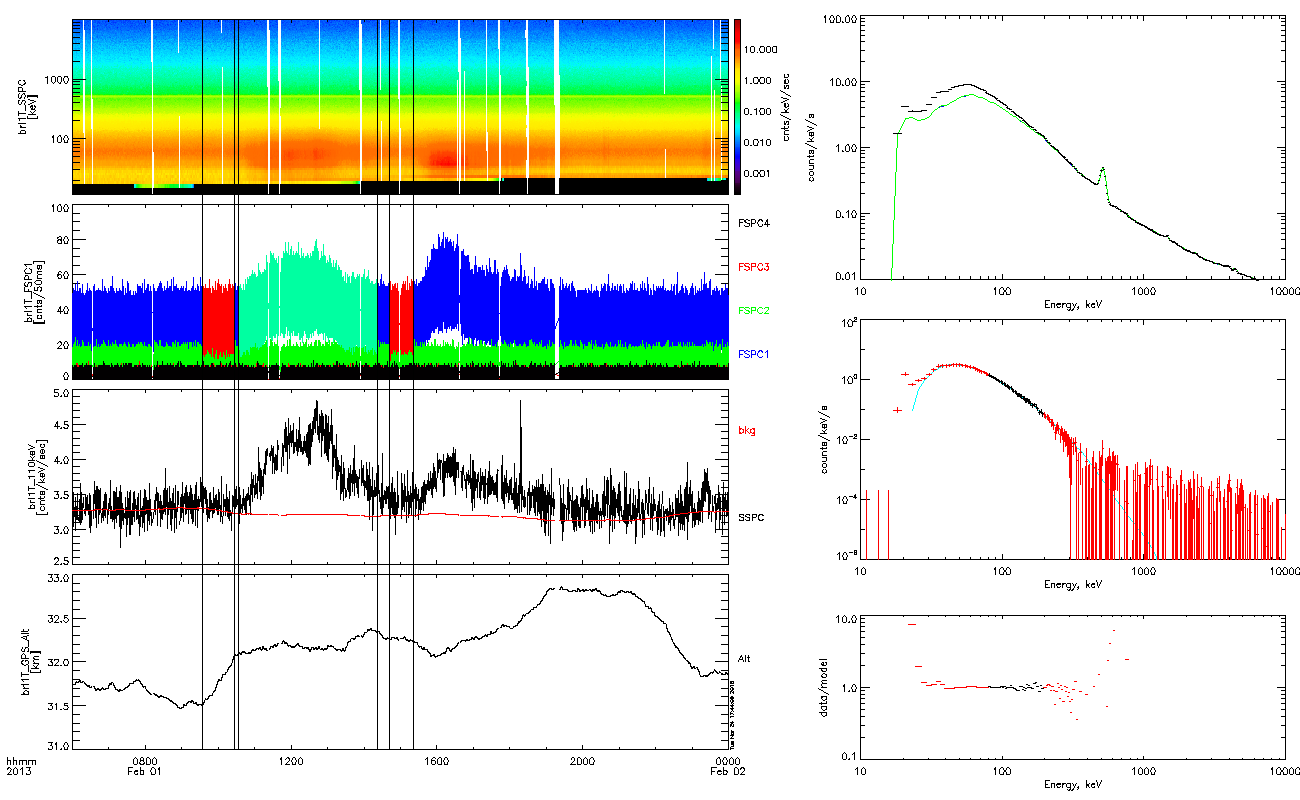 brl1T_SSPC
[keV]
1000
100
10.000
1.000
0.100
0.010
0.001
cnts/keV/sec
brl1T_FSPC1
[cnts/50ms]
100
80
60
40
20
0
FSPC4
FSPC3
FSPC2
FSPC1
brl1T_110keV
[cnts/keV/sec]
5.0
4.5
4.0
3.5
3.0
2.5
bkg
SSPC
brl1T_GPS_Alt
[km]
33.0
32.5
32.0
31.5
31.0
Alt
hhmm
2013
0800
Feb 01
1200
1600
2000
0000
Feb 02
counts/keV/s
100.00
10.00
1.00
0.10
0.01
10
100
1000
10000
Energy, keV
counts/keV/s
10²
10⁰
10⁻²
10⁻⁴
10⁻⁶
10
100
1000
10000
Energy, keV
data/model
10.0
1.0
0.1
10
100
1000
10000
Energy, keV